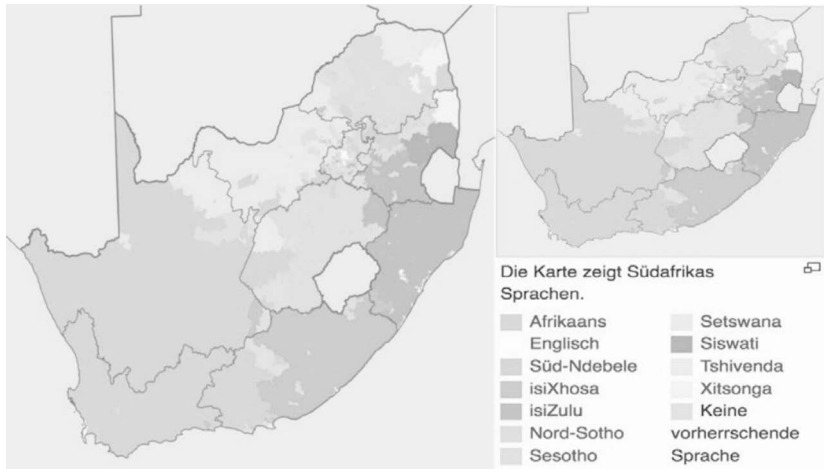 Die Karte zeigt Südafrikas
Sprachen.
Afrikaans
Englisch
Süd-Ndebele
isiXhosa
isiZulu
Nord-Sotho
Sesotho
Setswana
Siswati
Tshivenda
Xitsonga
Keine
vorherrschende
Sprache